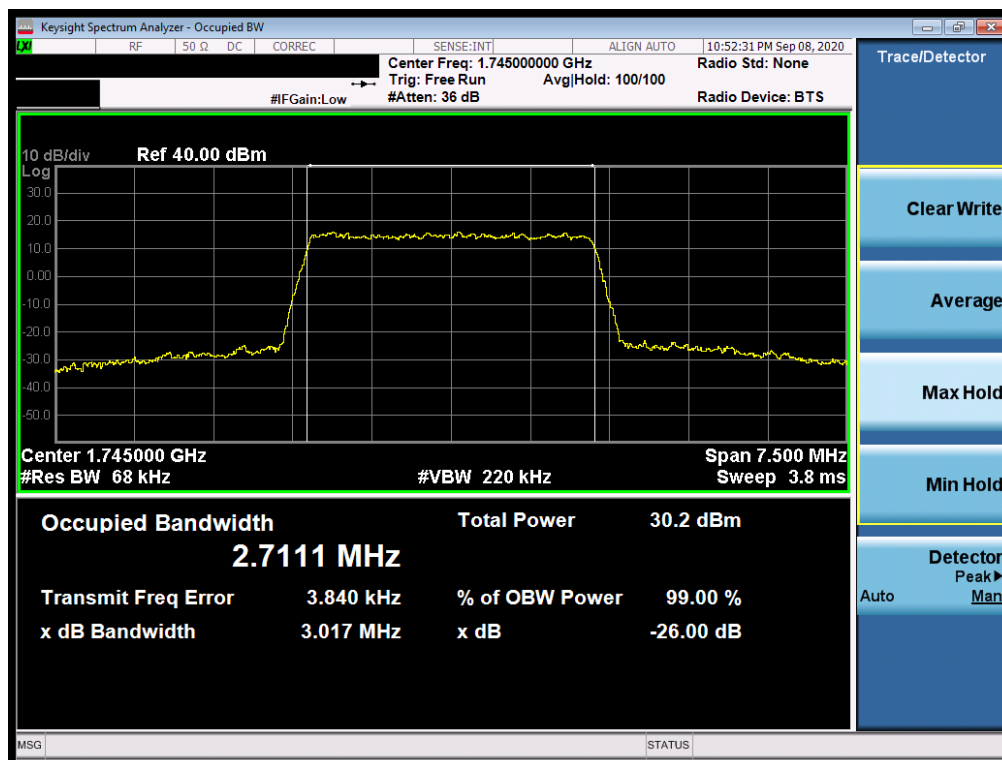 Keysight Spectrum Analyzer - Occupied BW
LXI RF 50 Ω DC CORREC SENSE:INT ALIGN AUTO 10:52:31 PM Sep 08, 2020
Center Freq: 1.745000000 GHz Radio Std: None
Trig: Free Run Avg|Hold: 100/100
#IFGain:Low #Atten: 36 dB Radio Device: BTS
10 dB/div Ref 40.00 dBm
Log
30.0
20.0
10.0
0.00
-10.0
-20.0
-30.0
-40.0
-50.0
Center 1.745000 GHz Span 7.500 MHz
#Res BW 68 kHz #VBW 220 kHz Sweep 3.8 ms
Occupied Bandwidth Total Power 30.2 dBm
2.7111 MHz
Transmit Freq Error 3.840 kHz % of OBW Power 99.00 %
x dB Bandwidth 3.017 MHz x dB -26.00 dB
MSG STATUS
Trace/Detector
Clear Write
Average
Max Hold
Min Hold
Detector
Peak▶
Auto Man